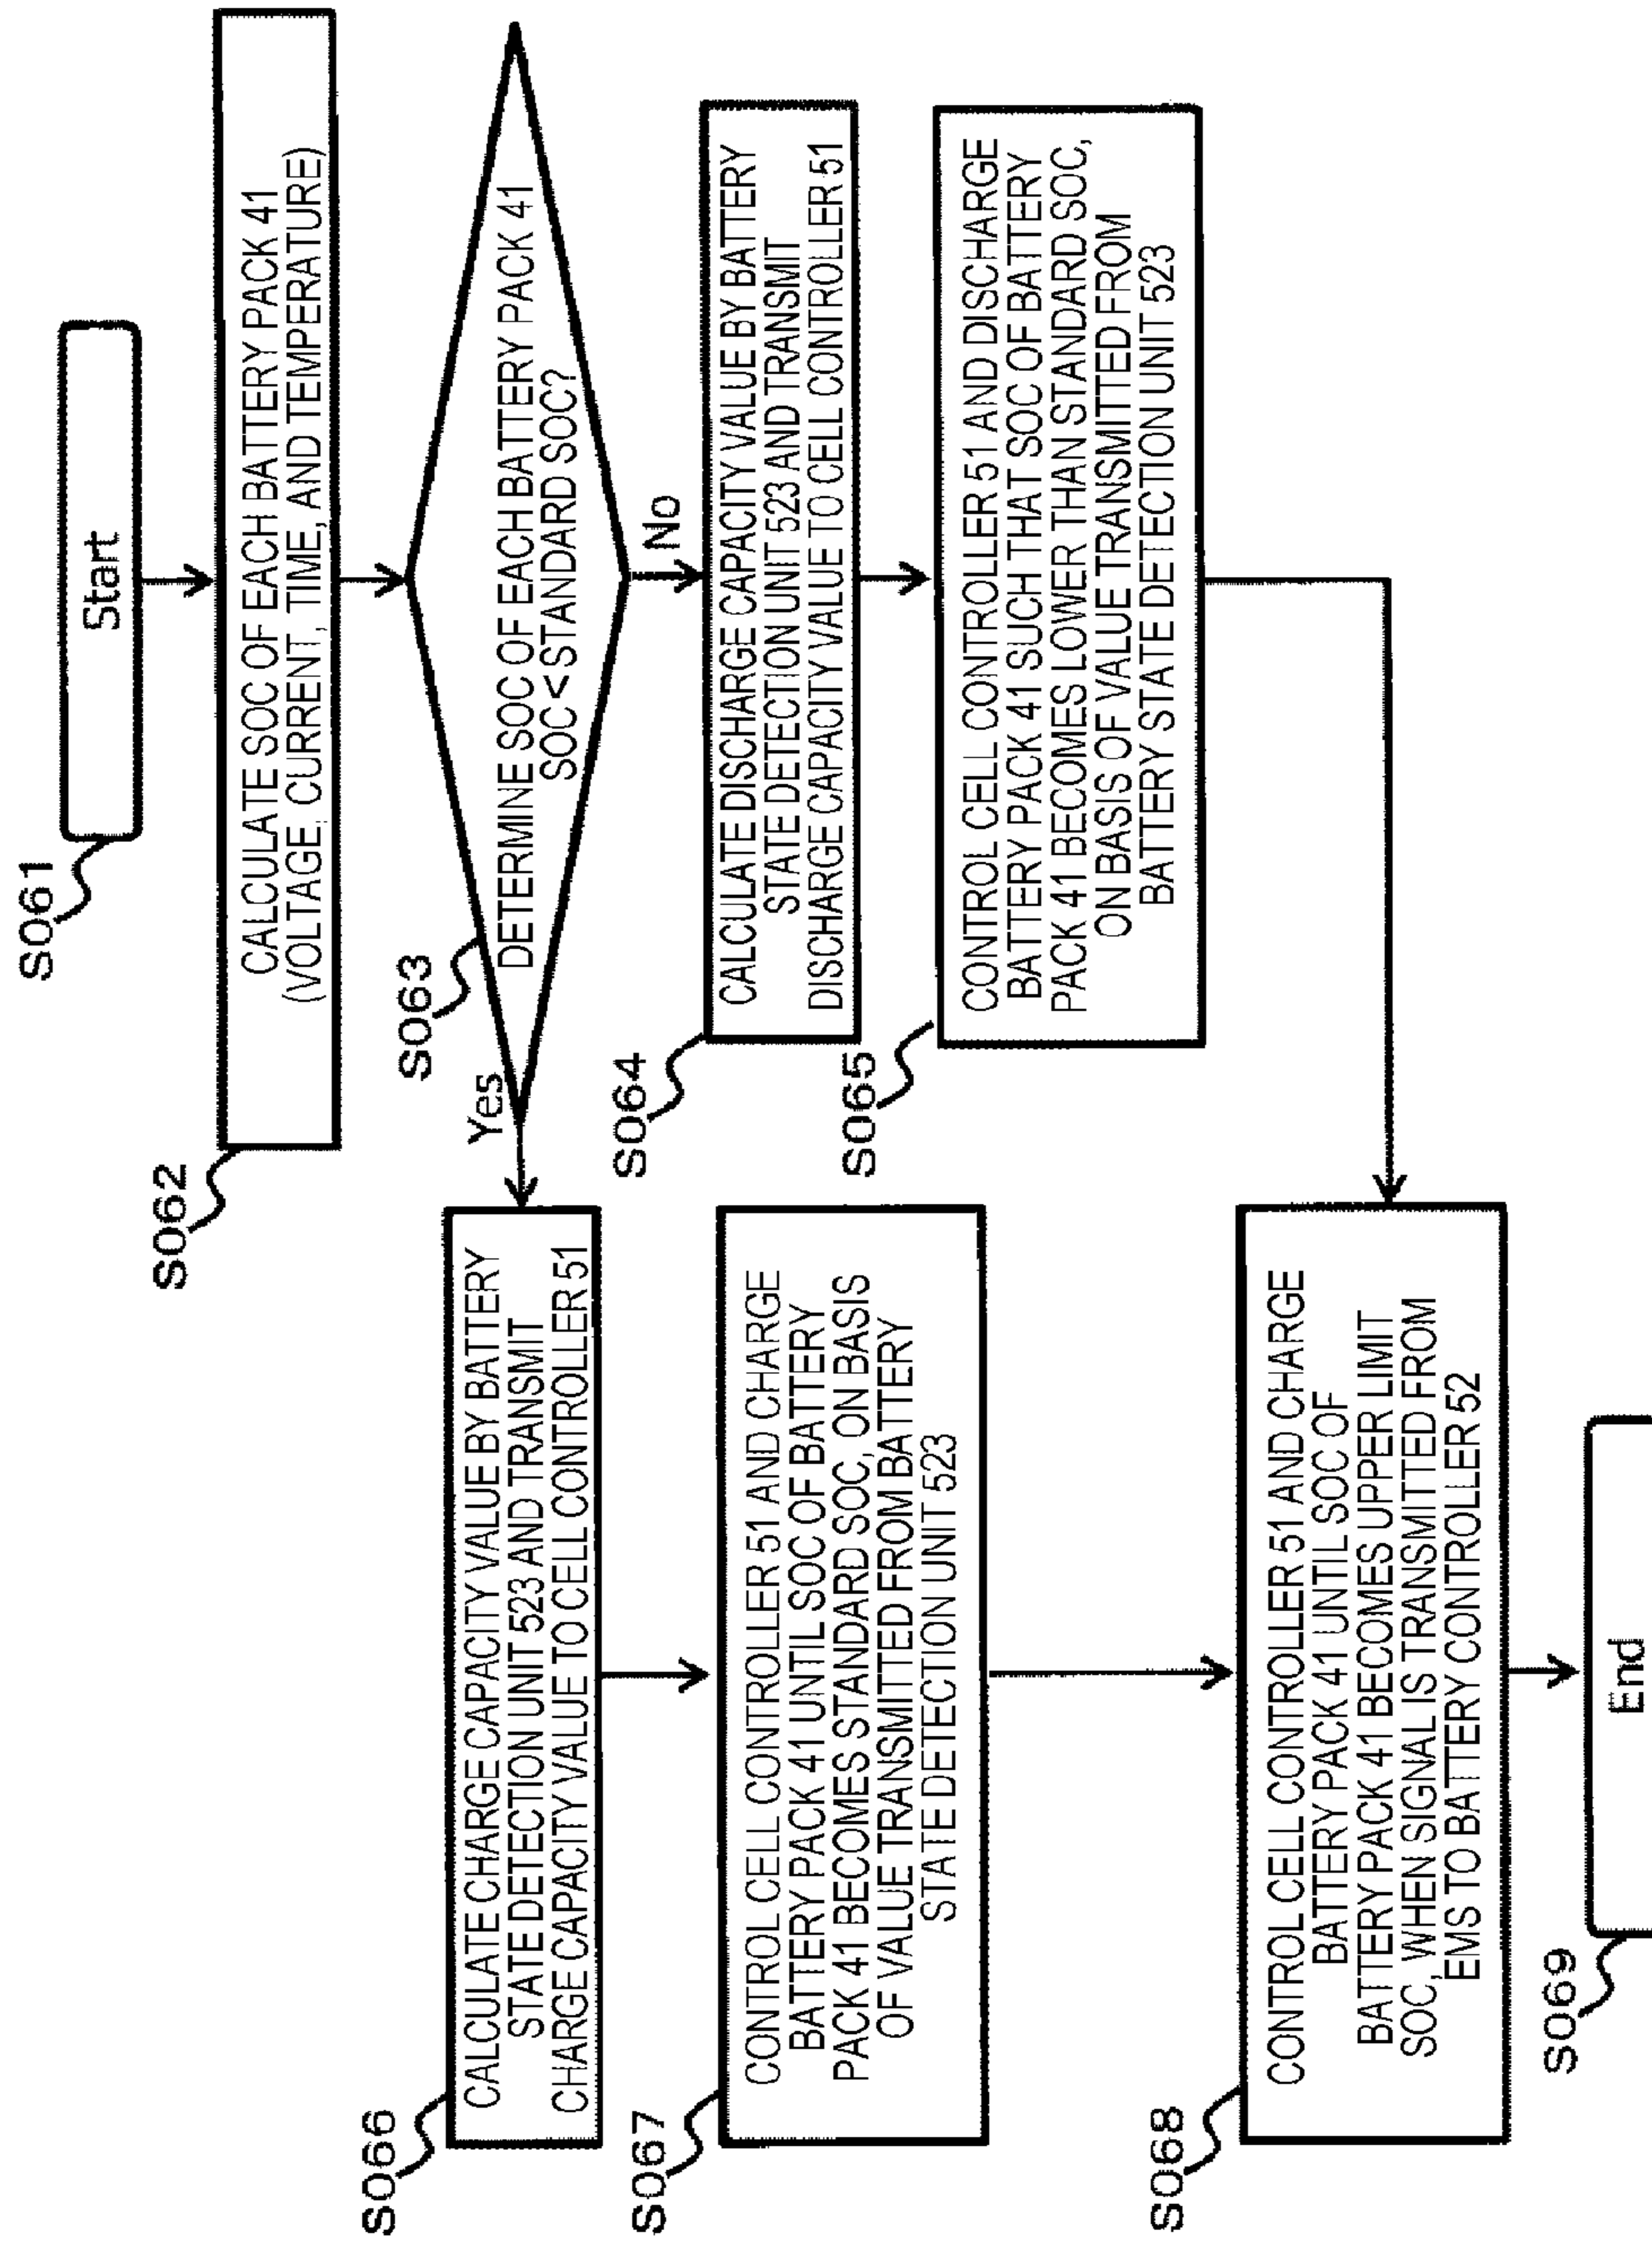 S061
Start
S062
CALCULATE SOC OF EACH BATTERY PACK 41
(VOLTAGE, CURRENT, TIME, AND TEMPERATURE)
S063
DETERMINE SOC OF EACH BATTERY PACK 41
SOC < STANDARD SOC?
Yes
No
S064
CALCULATE DISCHARGE CAPACITY VALUE BY BATTERY
STATE DETECTION UNIT 523 AND TRANSMIT
DISCHARGE CAPACITY VALUE TO CELL CONTROLLER 51
S065
CONTROL CELL CONTROLLER 51 AND DISCHARGE
BATTERY PACK 41 SUCH THAT SOC OF BATTERY
PACK 41 BECOMES LOWER THAN STANDARD SOC,
ON BASIS OF VALUE TRANSMITTED FROM
BATTERY STATE DETECTION UNIT 523
S066
CALCULATE CHARGE CAPACITY VALUE BY BATTERY
STATE DETECTION UNIT 523 AND TRANSMIT
CHARGE CAPACITY VALUE TO CELL CONTROLLER 51
S067
CONTROL CELL CONTROLLER 51 AND CHARGE
BATTERY PACK 41 UNTIL SOC OF BATTERY
PACK 41 BECOMES STANDARD SOC, ON BASIS
OF VALUE TRANSMITTED FROM BATTERY
STATE DETECTION UNIT 523
S068
CONTROL CELL CONTROLLER 51 AND CHARGE
BATTERY PACK 41 UNTIL SOC OF
BATTERY PACK 41 BECOMES UPPER LIMIT
SOC, WHEN SIGNAL IS TRANSMITTED FROM
EMS TO BATTERY CONTROLLER 52
S069
End